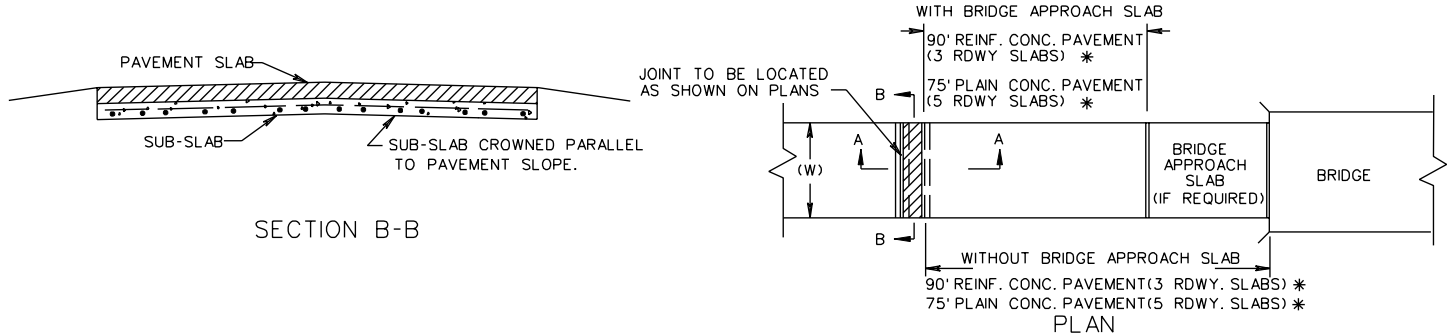 PAVEMENT SLAB
SUB-SLAB
SUB-SLAB CROWNED PARALLEL
TO PAVEMENT SLOPE.
SECTION B-B
WITH BRIDGE APPROACH SLAB
90' REINF. CONC. PAVEMENT
(3 RDWY SLABS) *
75' PLAIN CONC. PAVEMENT
(5 RDWY SLABS) *
JOINT TO BE LOCATED
AS SHOWN ON PLANS
B
A
A
(W)
BRIDGE
APPROACH
SLAB
(IF REQUIRED)
BRIDGE
B
WITHOUT BRIDGE APPROACH SLAB
90' REINF. CONC. PAVEMENT(3 RDWY. SLABS) *
75' PLAIN CONC. PAVEMENT(5 RDWY. SLABS) *
PLAN